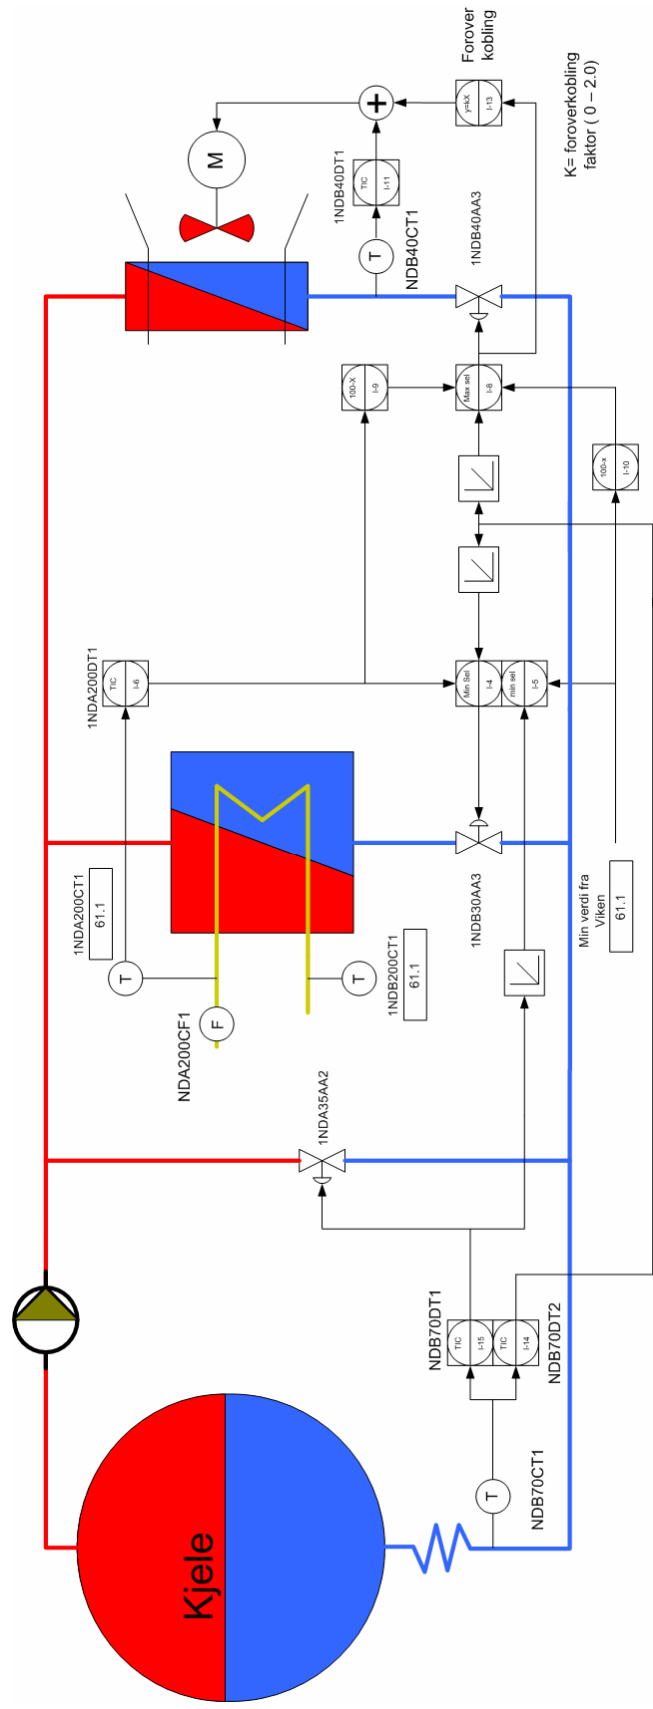 Forover
kobling
y=kX
I-13
K= foroverkobling
faktor ( 0 – 2.0)
M
+
1NDB40DT1
TIC
I-11
T
NDB40CT1
1NDB40AA3
100-X
I-9
Max sel
I-8
100-x
I-10
1NDA200DT1
TIC
I-6
Min Sel
I-4
min sel
I-5
1NDA200CT1
61.1
T
NDA200CF1
F
T
1NDB200CT1
61.1
1NDB30AA3
Min verdi fra
Viken
61.1
1NDA35AA2
NDB70DT1
TIC
I-15
TIC
I-14
NDB70DT2
T
NDB70CT1
Kjele